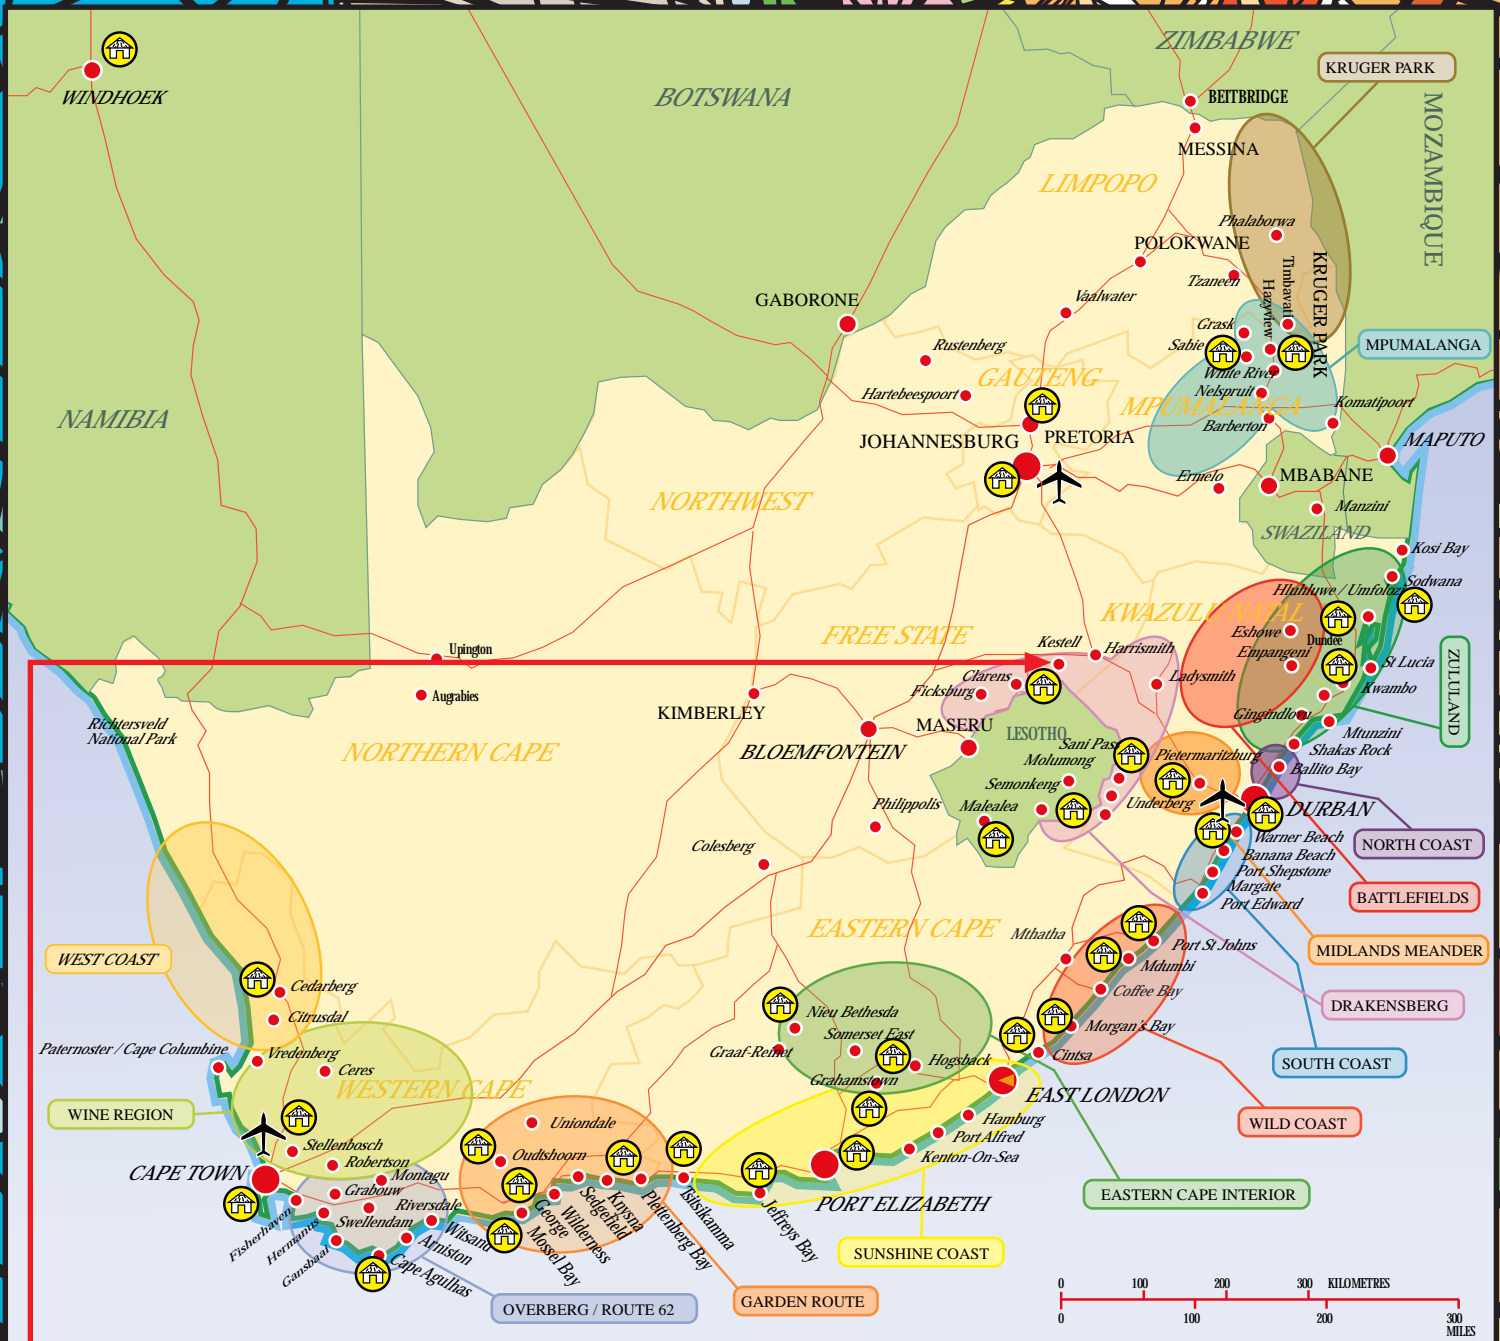 ZIMBABWE
KRUGER PARK
WINDHOEK
BOTSWANA
BEITBRIDGE
MOZAMBIQUE
MESSINA
LIMPOPO
Phalaborwa
POLOKWANE
Tzaneen
Timbavati
KRUGER PARK
Hazyview
GABORONE
Vaalwater
Grask
Sabie
MPUMALANGA
Rustenberg
GAUTENG
White River
Hartebeespoort
Nelspruit
MPUMALANGA
Komatipoort
NAMIBIA
Barberton
JOHANNESBURG
PRETORIA
MAPUTO
Ermelo
MBABANE
NORTHWEST
Manzini
SWAZILAND
Kosi Bay
Sodwana
Hluhluwe / Umfolozi
KWAZULU NATAL
FREE STATE
Eshowe
Dundee
Kestell
Harrismith
Upington
Empangeni
St Lucia
ZULULAND
Clarens
Ladysmith
Ficksburg
Augrabies
Kwambo
KIMBERLEY
Gingindlovu
MASERU
LESOTHO
Richtersveld
National Park
Mtunzini
NORTHERN CAPE
BLOEMFONTEIN
Sani Pass
Shakas Rock
Molumong
Pietermaritzburg
Ballito Bay
Semonkeng
Philippolis
Malealea
Underberg
DURBAN
Warner Beach
NORTH COAST
Colesberg
Banana Beach
Port Shepstone
Margate
BATTLEFIELDS
Port Edward
EASTERN CAPE
Mthatha
Port St Johns
MIDLANDS MEANDER
WEST COAST
Mdumbi
Cedarberg
Coffee Bay
DRAKENSBERG
Citrusdal
Nieu Bethesda
Somerset East
Morgan's Bay
Paternoster / Cape Columbine
Vredenberg
Graaf-Reinet
Hogsback
Cintsa
SOUTH COAST
Ceres
WESTERN CAPE
Grahamstown
EAST LONDON
WINE REGION
Uniondale
Hamburg
WILD COAST
Stellenbosch
Port Alfred
Oudtshoorn
Kenton-On-Sea
CAPE TOWN
Robertson
Montagu
Grabouw
EASTERN CAPE INTERIOR
Riversdale
PORT ELIZABETH
Swellendam
Fisherhaven
Hermanus
Gansbaai
Witsand
Arniston
Cape Agulhas
George
Mossel Bay
Wilderness
Sedgefield
Knysna
Plettenberg Bay
Tsitsikamma
Jeffreys Bay
SUNSHINE COAST
OVERBERG / ROUTE 62
GARDEN ROUTE
0 100 200 300 KILOMETRES
0 100 200 300
MILES